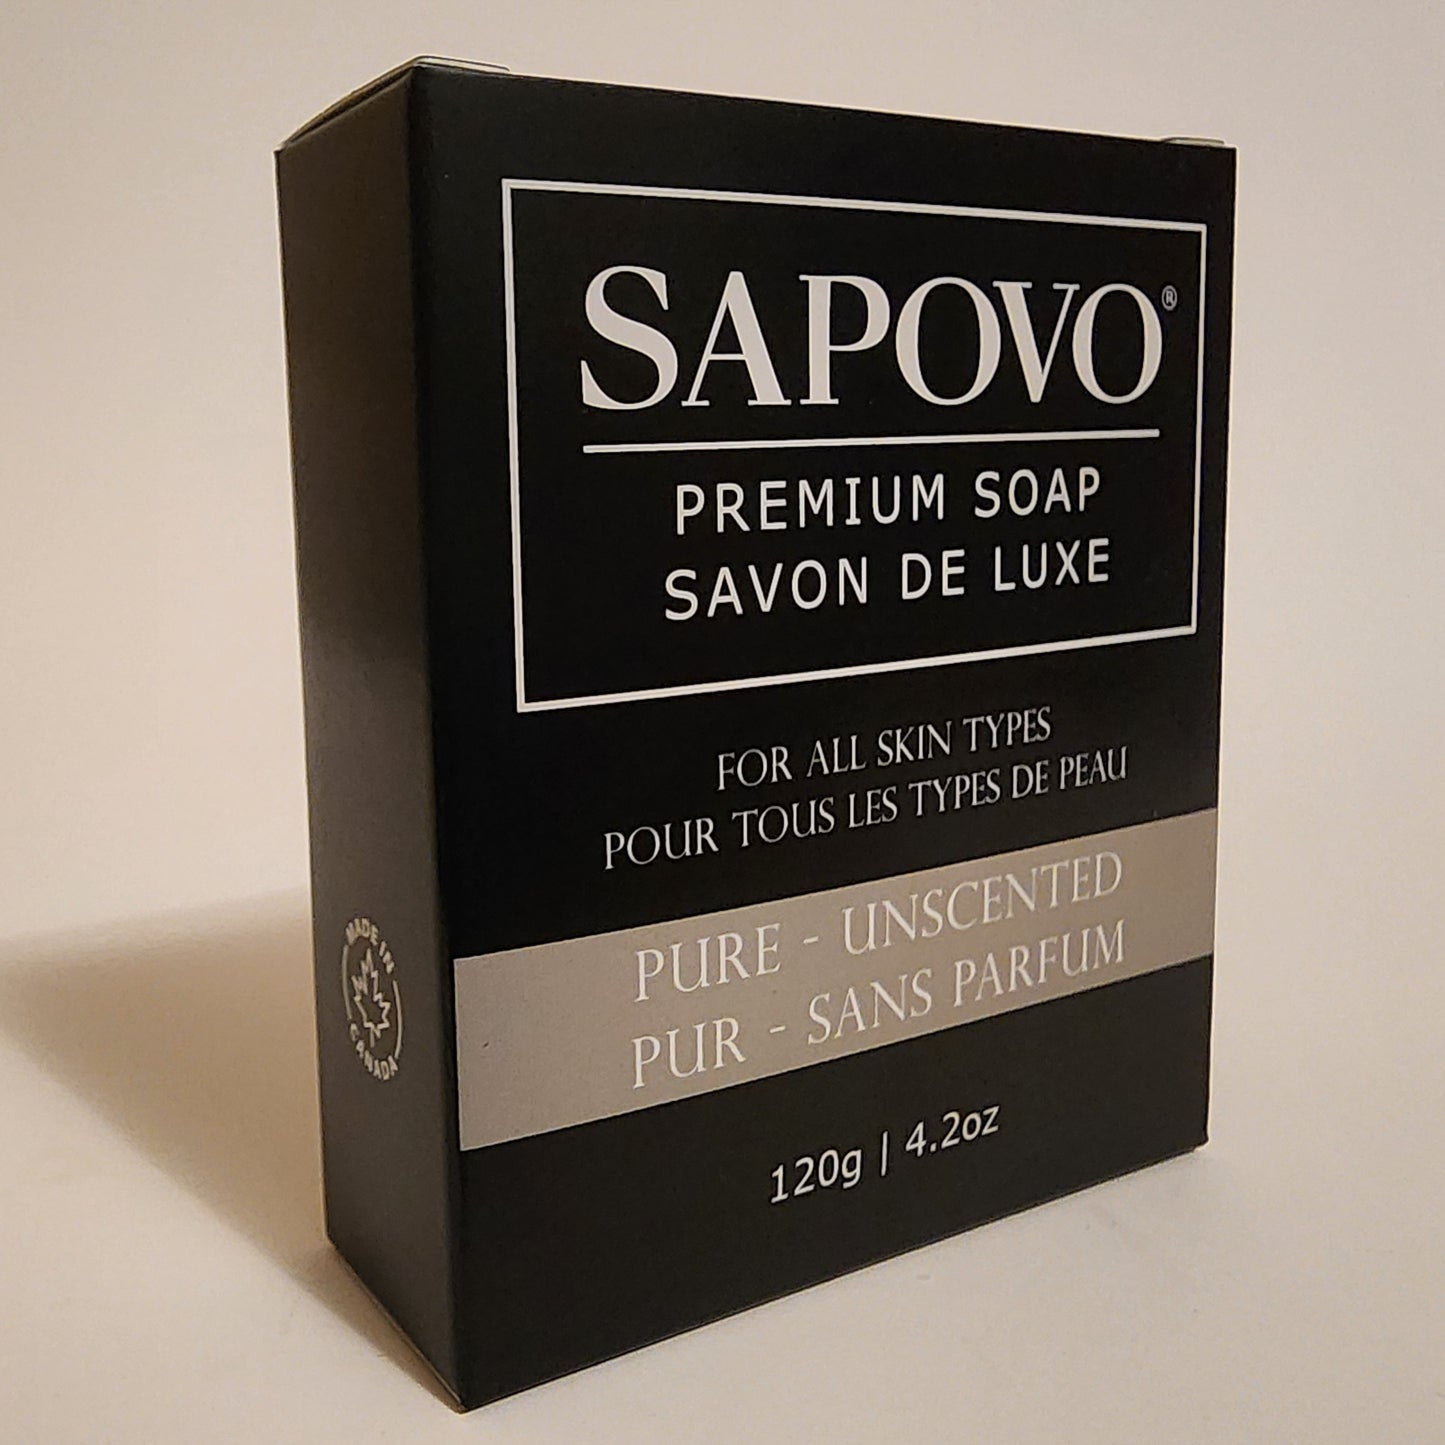 SAPOVO®
PREMIUM SOAP
SAVON DE LUXE
FOR ALL SKIN TYPES
POUR TOUS LES TYPES DE PEAU
PURE - UNSCENTED
PUR - SANS PARFUM
120g | 4.2oz
MADE IN
CANADA